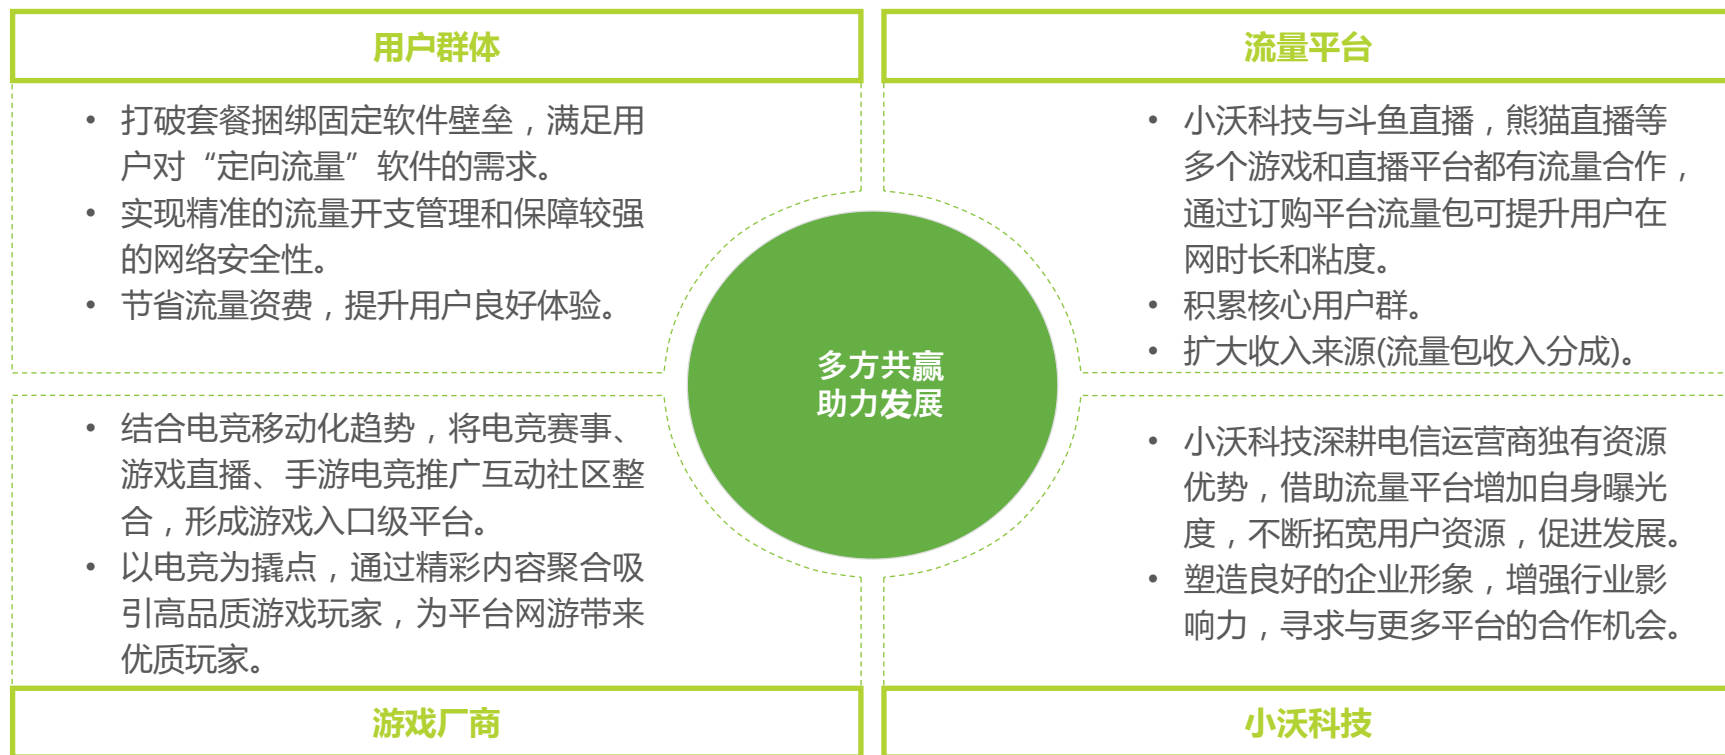 用户群体
• 打破套餐捆绑固定软件壁垒，满足用
户对“定向流量”软件的需求。
• 实现精准的流量开支管理和保障较强
的网络安全性。
• 节省流量资费，提升用户良好体验。
流量平台
• 小沃科技与斗鱼直播，熊猫直播等
多个游戏和直播平台都有流量合作，
通过订购平台流量包可提升用户在
网时长和粘度。
• 积累核心用户群。
• 扩大收入来源(流量包收入分成)。
多方共赢
助力发展
• 结合电竞移动化趋势，将电竞赛事、
游戏直播、手游电竞推广互动社区整
合，形成游戏入口级平台。
• 以电竞为撬点，通过精彩内容聚合吸
引高品质游戏玩家，为平台网游带来
优质玩家。
游戏厂商
• 小沃科技深耕电信运营商独有资源
优势，借助流量平台增加自身曝光
度，不断拓宽用户资源，促进发展。
• 塑造良好的企业形象，增强行业影
响力，寻求与更多平台的合作机会。
小沃科技